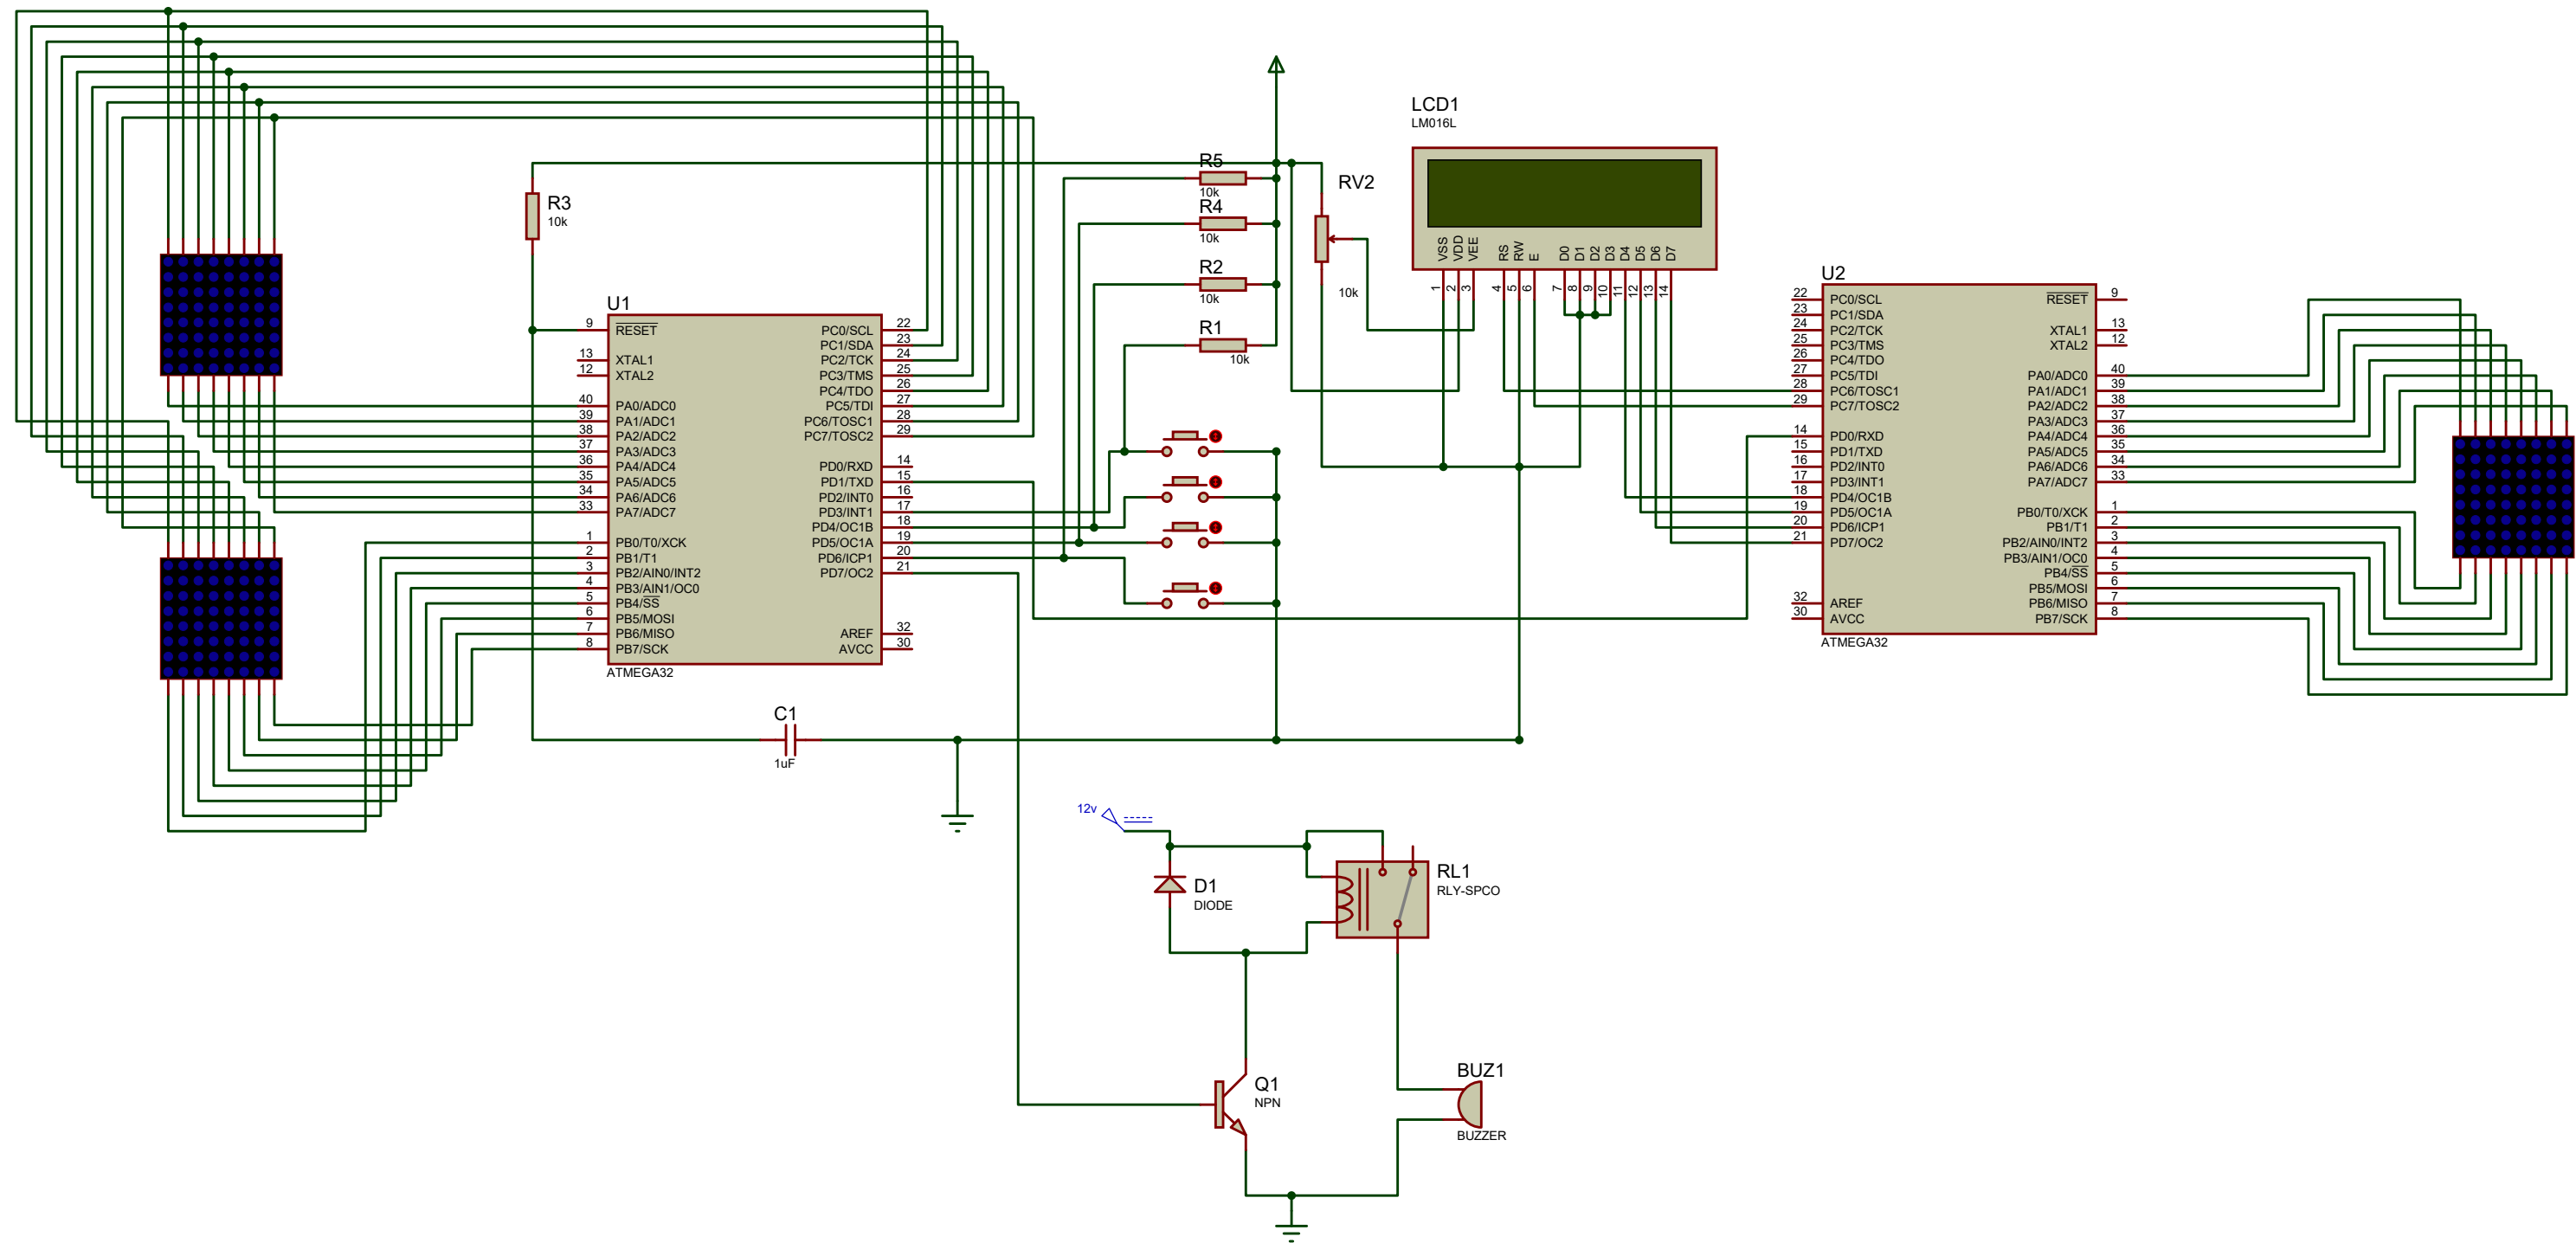 LCD1
LM016L
VSS
VDD
VEE
RS
RW
E
D0
D1
D2
D3
D4
D5
D6
D7
1
2
3
4
5
6
7
8
9
10
11
12
13
14
R5
10k
R4
10k
R2
10k
R1
10k
RV2
10k
R3
10k
U1
9 RESET PC0/SCL 22
PC1/SDA 23
13 XTAL1 PC2/TCK 24
12 XTAL2 PC3/TMS 25
PC4/TDO 26
40 PA0/ADC0 PC5/TDI 27
39 PA1/ADC1 PC6/TOSC1 28
38 PA2/ADC2 PC7/TOSC2 29
37 PA3/ADC3
36 PA4/ADC4 PD0/RXD 14
35 PA5/ADC5 PD1/TXD 15
34 PA6/ADC6 PD2/INT0 16
33 PA7/ADC7 PD3/INT1 17
PD4/OC1B 18
1 PB0/T0/XCK PD5/OC1A 19
2 PB1/T1 PD6/ICP1 20
3 PB2/AIN0/INT2 PD7/OC2 21
4 PB3/AIN1/OC0
5 PB4/SS
6 PB5/MOSI
7 PB6/MISO AREF 32
8 PB7/SCK AVCC 30
ATMEGA32
U2
22 PC0/SCL RESET 9
23 PC1/SDA
24 PC2/TCK XTAL1 13
25 PC3/TMS XTAL2 12
26 PC4/TDO
27 PC5/TDI PA0/ADC0 40
28 PC6/TOSC1 PA1/ADC1 39
29 PC7/TOSC2 PA2/ADC2 38
PA3/ADC3 37
14 PD0/RXD PA4/ADC4 36
15 PD1/TXD PA5/ADC5 35
16 PD2/INT0 PA6/ADC6 34
17 PD3/INT1 PA7/ADC7 33
18 PD4/OC1B
19 PD5/OC1A PB0/T0/XCK 1
20 PD6/ICP1 PB1/T1 2
21 PD7/OC2 PB2/AIN0/INT2 3
PB3/AIN1/OC0 4
PB4/SS 5
PB5/MOSI 6
32 AREF PB6/MISO 7
30 AVCC PB7/SCK 8
ATMEGA32
C1
1uF
12v
D1
DIODE
RL1
RLY-SPCO
Q1
NPN
BUZ1
BUZZER